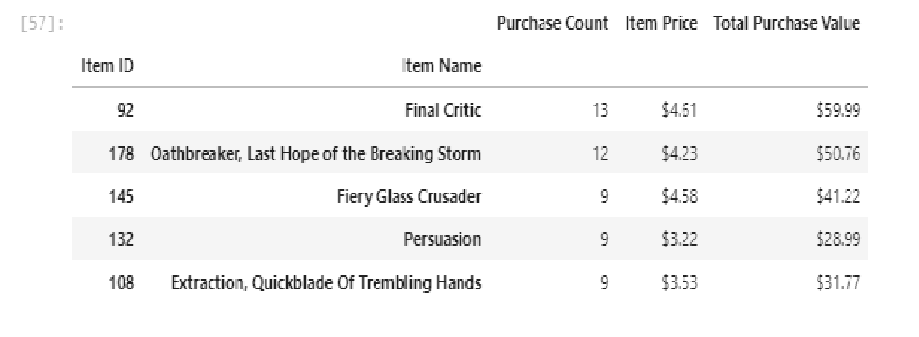 [57]:
Purchase Count Item Price Total Purchase Value
Item ID Item Name
92 Final Critic 13 $4.61 $59.99
178 Oathbreaker, Last Hope of the Breaking Storm 12 $4.23 $50.76
145 Fiery Glass Crusader 9 $4.58 $41.22
132 Persuasion 9 $3.22 $28.99
108 Extraction, Quickblade Of Trembling Hands 9 $3.53 $31.77